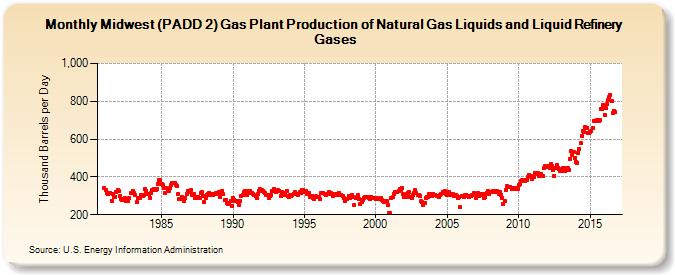 Monthly Midwest (PADD 2) Gas Plant Production of Natural Gas Liquids and Liquid Refinery
Gases
Thousand Barrels per Day
1,000
800
600
400
200
1985 1990 1995 2000 2005 2010 2015
Source: U.S. Energy Information Administration